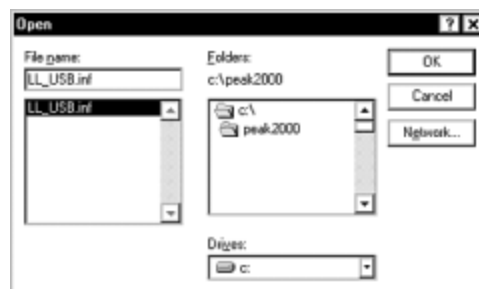 Open
File name:
LL_USB.inf
LL_USB.inf
Folders:
c:\peak2000
c:\
peak2000
Drives:
c:
OK
Cancel
Network...